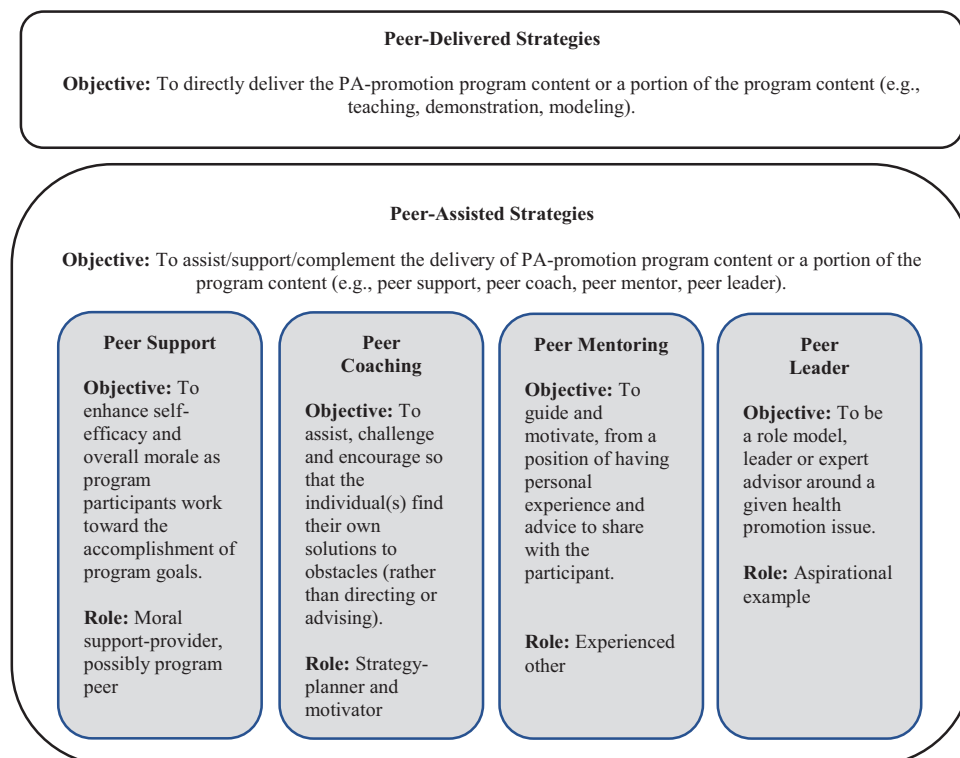 Peer-Delivered Strategies
Objective: To directly deliver the PA-promotion program content or a portion of the program content (e.g.,
teaching, demonstration, modeling).
Peer-Assisted Strategies
Objective: To assist/support/complement the delivery of PA-promotion program content or a portion of the
program content (e.g., peer support, peer coach, peer mentor, peer leader).
Peer Support
Objective: To
enhance self-
efficacy and
overall morale as
program
participants work
toward the
accomplishment of
program goals.
Role: Moral
support-provider,
possibly program
peer
Peer
Coaching
Objective: To
assist, challenge
and encourage so
that the
individual(s) find
their own
solutions to
obstacles (rather
than directing or
advising).
Role: Strategy-
planner and
motivator
Peer Mentoring
Objective: To
guide and
motivate, from a
position of having
personal
experience and
advice to share
with the
participant.
Role: Experienced
other
Peer
Leader
Objective: To be
a role model,
leader or expert
advisor around a
given health
promotion issue.
Role: Aspirational
example